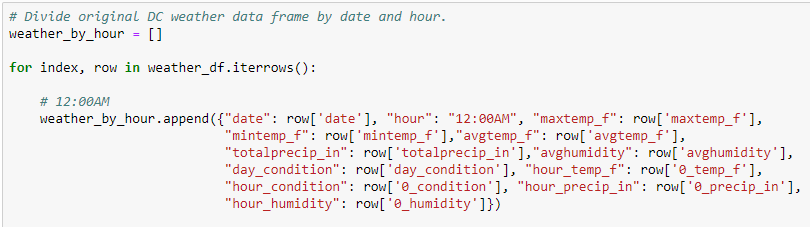 # Divide original DC weather data frame by date and hour.
weather_by_hour = []
for index, row in weather_df.iterrows():
# 12:00AM
weather_by_hour.append({"date": row['date'], "hour": "12:00AM", "maxtemp_f": row['maxtemp_f'],
"mintemp_f": row['mintemp_f'],"avgtemp_f": row['avgtemp_f'],
"totalprecip_in": row['totalprecip_in'],"avghumidity": row['avghumidity'],
"day_condition": row['day_condition'], "hour_temp_f": row['0_temp_f'],
"hour_condition": row['0_condition'], "hour_precip_in": row['0_precip_in'],
"hour_humidity": row['0_humidity']})